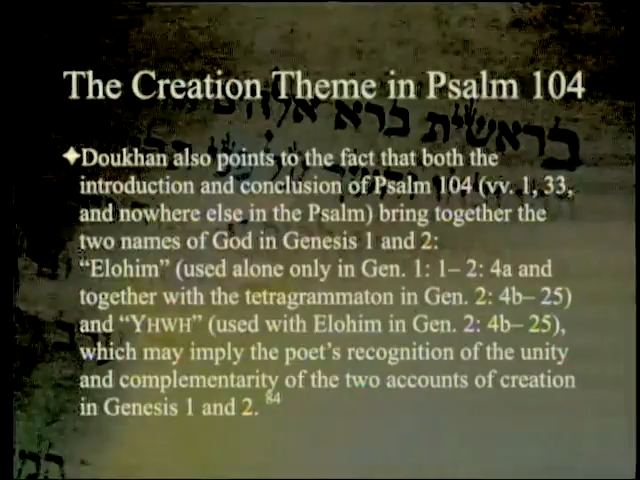 The Creation Theme in Psalm 104
בראשית ברא אלהים
✦Doukhan also points to the fact that both the
introduction and conclusion of Psalm 104 (vv. 1, 33,
and nowhere else in the Psalm) bring together the
two names of God in Genesis 1 and 2:
“Elohim” (used alone only in Gen. 1: 1– 2: 4a and
together with the tetragrammaton in Gen. 2: 4b– 25)
and “YHWH” (used with Elohim in Gen. 2: 4b– 25),
which may imply the poet’s recognition of the unity
and complementarity of the two accounts of creation
in Genesis 1 and 2. 84